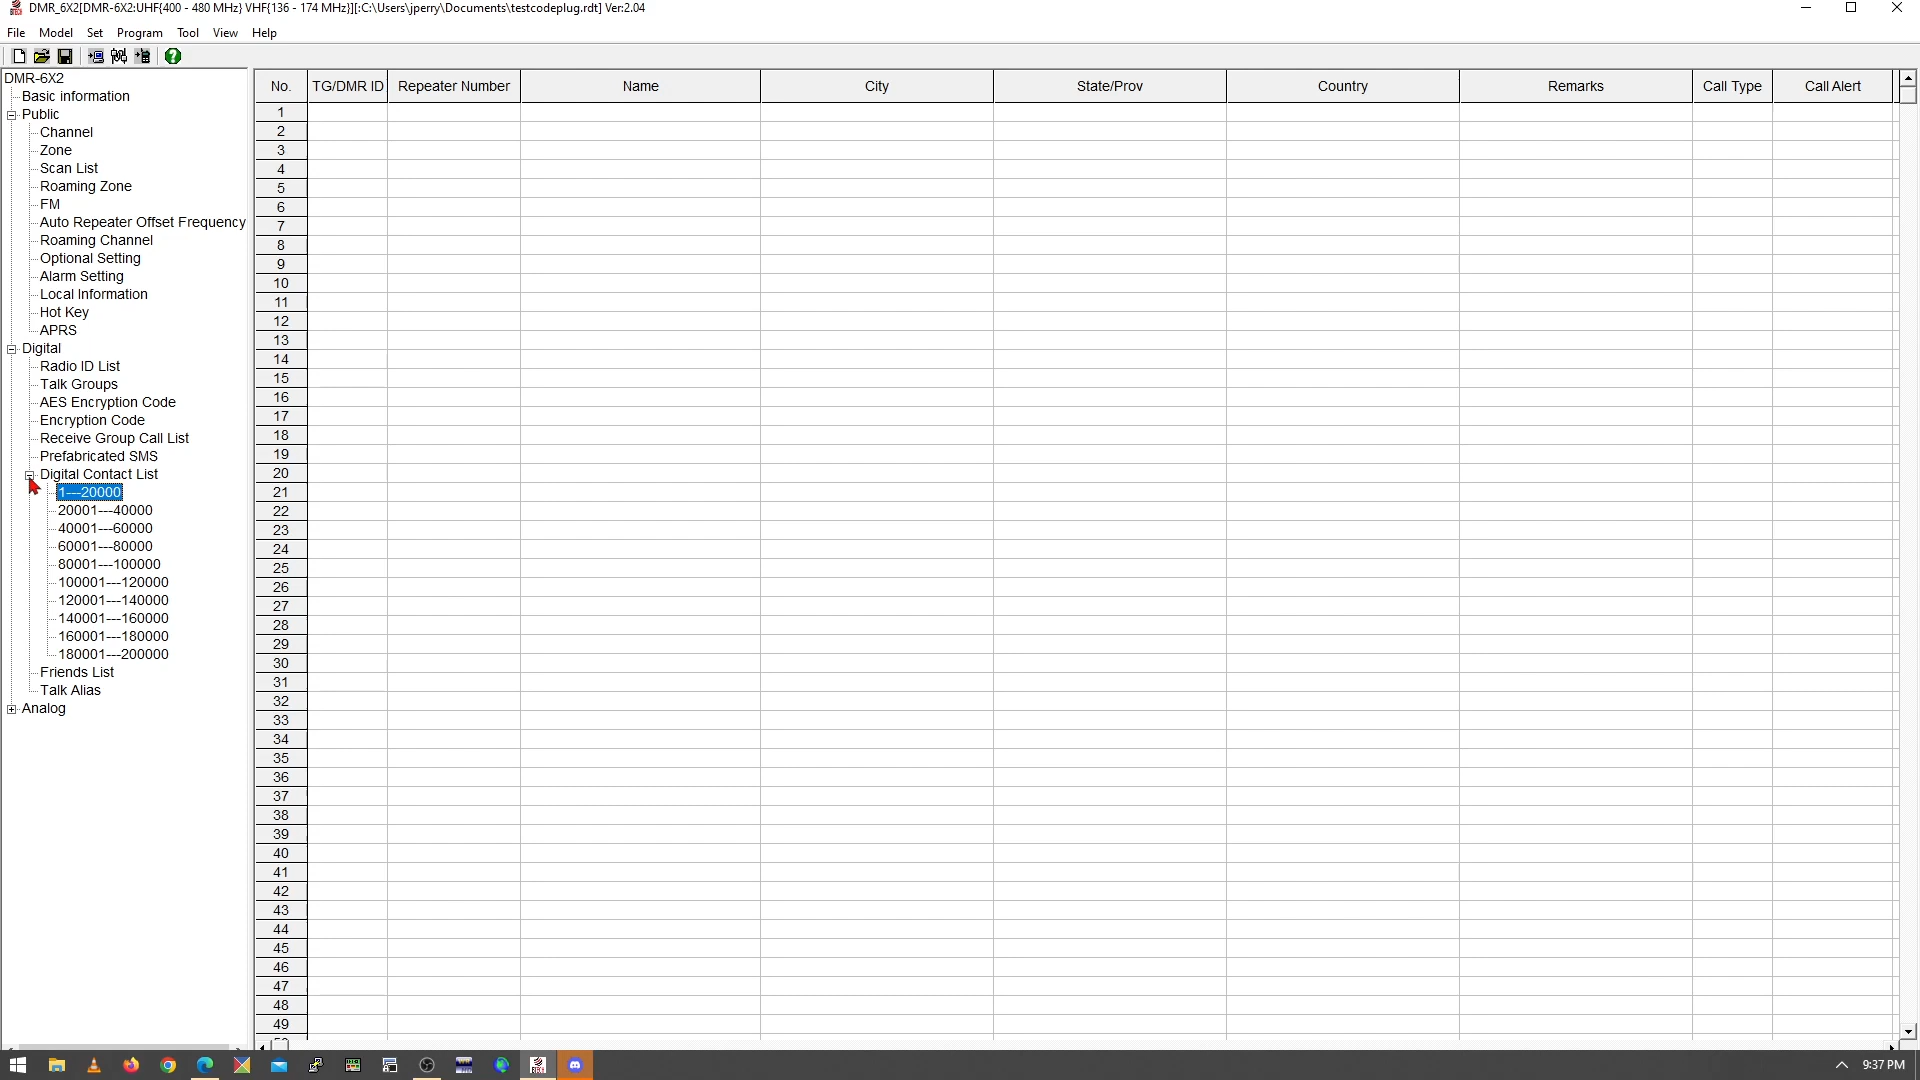 DMR_6X2[DMR-6X2:UHF{400 - 480 MHz} VHF{136 - 174 MHz}][:C:\Users\jperry\Documents\testcodeplug.rdt] Ver:2.04
File Model Set Program Tool View Help
DMR-6X2
Basic information
Public
Channel
Zone
Scan List
Roaming Zone
FM
Auto Repeater Offset Frequency
Roaming Channel
Optional Setting
Alarm Setting
Local Information
Hot Key
APRS
Digital
Radio ID List
Talk Groups
AES Encryption Code
Encryption Code
Receive Group Call List
Prefabricated SMS
Digital Contact List
1---20000
20001---40000
40001---60000
60001---80000
80001---100000
100001---120000
120001---140000
140001---160000
160001---180000
180001---200000
Friends List
Talk Alias
Analog
No. TG/DMR ID Repeater Number Name City State/Prov Country Remarks Call Type Call Alert
1
2
3
4
5
6
7
8
9
10
11
12
13
14
15
16
17
18
19
20
21
22
23
24
25
26
27
28
29
30
31
32
33
34
35
36
37
38
39
40
41
42
43
44
45
46
47
48
49
9:37 PM